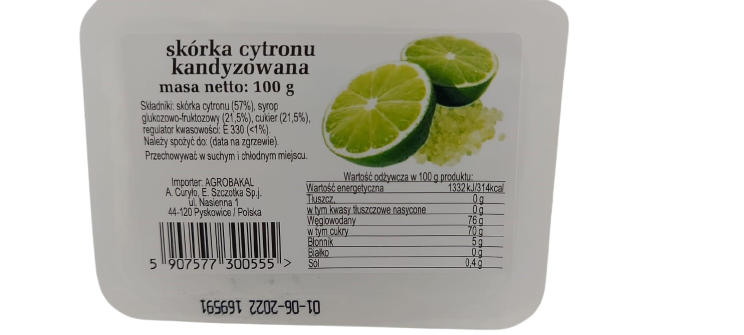 skórka cytronu
kandyzowana
masa netto: 100 g
Składniki: skórka cytronu (57%), syrop
glukozowo-fruktozowy (21,5%), cukier (21,5%),
regulator kwasowości: E 330 (<1%).
Należy spożyć do: (data na zgrzewie).
Przechowywać w suchym i chłodnym miejscu.
Importer: AGROBAKAL
A. Curyło, E. Szczotka Sp.j.
ul. Nasienna 1
44-120 Pyskowice / Polska
5 907577 300555 >
Wartość odżywcza w 100 g produktu:
Wartość energetyczna 1332 kJ/314kcal
Tłuszcz, 0 g
w tym kwasy tłuszczowe nasycone 0 g
Węglowodany 76 g
w tym cukry 70 g
Błonnik 5 g
Białko 0 g
Sól 0,4 g
01-06-2022 169591